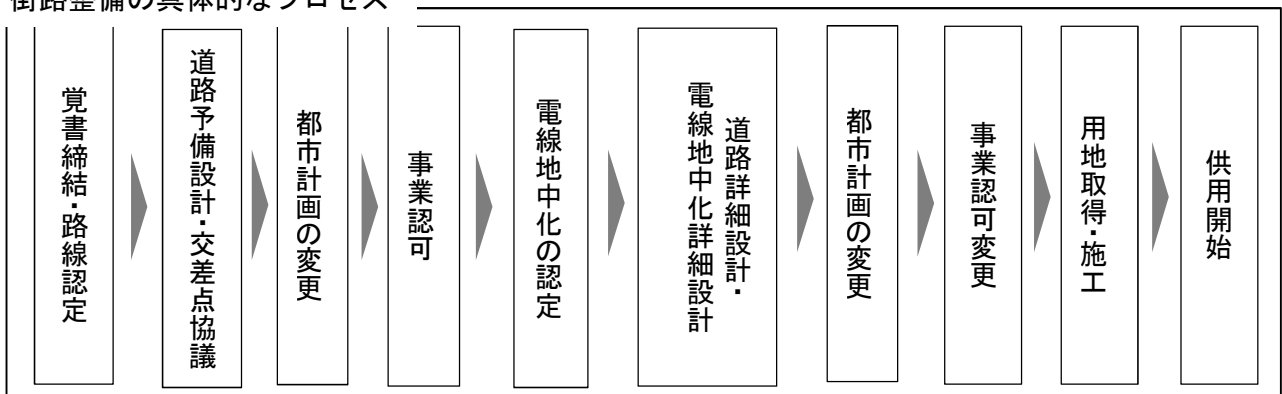 街路整備の具体的なプロセス
覚書締結・路線認定
道路予備設計・交差点協議
都市計画の変更
事業認可
電線地中化の認定
道路詳細設計・
電線地中化詳細設計
都市計画の変更
事業認可変更
用地取得・施工
供用開始